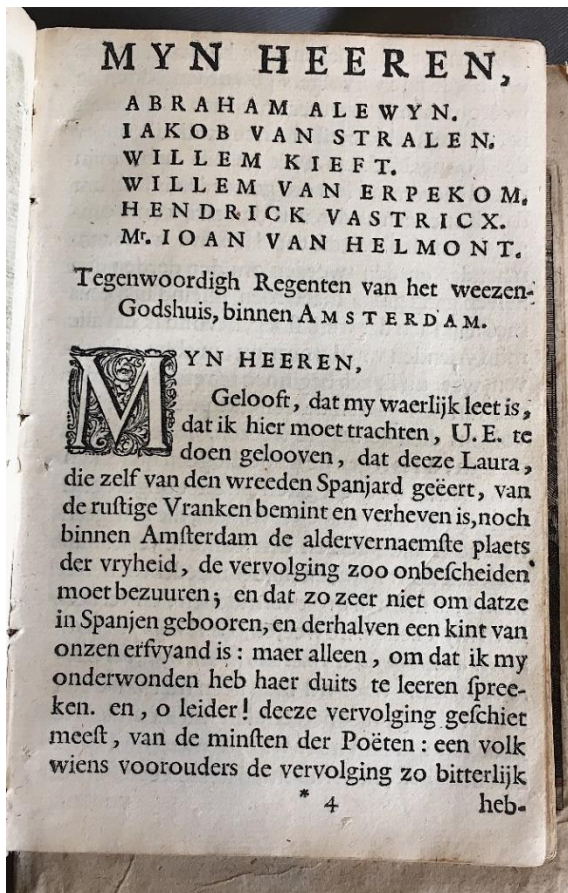 MYN HEEREN,
ABRAHAM ALEWYN.
IAKOB VAN STRALEN.
WILLEM KIEFT.
WILLEM VAN ERPEKOM.
HENDRICK VASTRICX.
Mr. IOAN VAN HELMONT.
Tegenwoordigh Regenten van het weezen-
Godshuis, binnen AMSTERDAM.
MYN HEEREN,
Gelooft, dat my waerlijk leet is,
dat ik hier moet trachten, U.E. te
doen gelooven, dat deeze Laura,
die zelf van den wreeden Spanjard geëert, van
de ruſtige Vranken bemint en verheven is, noch
binnen Amſterdam de aldervernaemſte plaets
der vryheid, de vervolging zoo onbeſcheiden
moet bezuuren; en dat zo zeer niet om datze
in Spanjen gebooren, en derhalven een kint van
onzen erfvyand is: maer alleen, om dat ik my
onderwonden heb haer duits te leeren ſpree-
ken. en, o leider! deeze vervolging geſchiet
meeſt, van de minſten der Poëten: een volk
wiens voorouders de vervolging zo bitterlijk
* 4 heb-